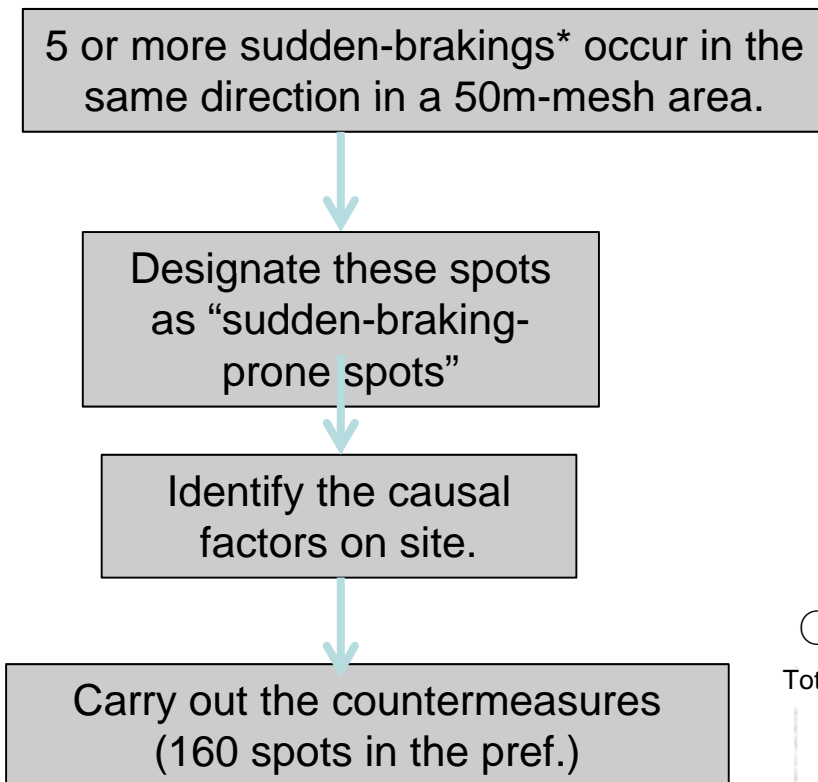 5 or more sudden-brakings* occur in the
same direction in a 50m-mesh area.
Designate these spots
as “sudden-braking-
prone spots”
Identify the causal
factors on site.
Carry out the countermeasures
(160 spots in the pref.)